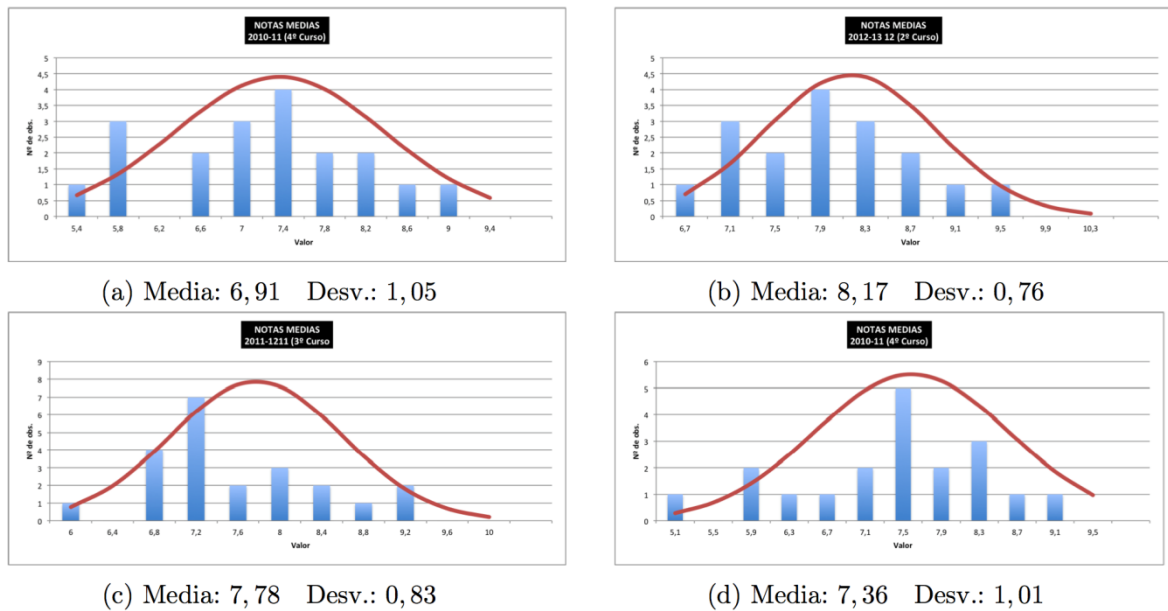 NOTAS MEDIAS
2010-11 (4º Curso)
Nº de obs.
5
4,5
4
3,5
3
2,5
2
1,5
1
0,5
0
5,4 5,8 6,2 6,6 7 7,4 7,8 8,2 8,6 9 9,4
Valor
(a) Media: 6, 91 Desv.: 1, 05
NOTAS MEDIAS
2012-13 12 (2º Curso)
Nº de obs.
5
4,5
4
3,5
3
2,5
2
1,5
1
0,5
0
6,7 7,1 7,5 7,9 8,3 8,7 9,1 9,5 9,9 10,3
Valor
(b) Media: 8, 17 Desv.: 0, 76
NOTAS MEDIAS
2011-1211 (3º Curso
Nº de obs.
9
8
7
6
5
4
3
2
1
0
6 6,4 6,8 7,2 7,6 8 8,4 8,8 9,2 9,6 10
Valor
(c) Media: 7, 78 Desv.: 0, 83
NOTAS MEDIAS
2010-11 (4º Curso)
Nº de obs.
6
5
4
3
2
1
0
5,1 5,5 5,9 6,3 6,7 7,1 7,5 7,9 8,3 8,7 9,1 9,5
Valor
(d) Media: 7, 36 Desv.: 1, 01